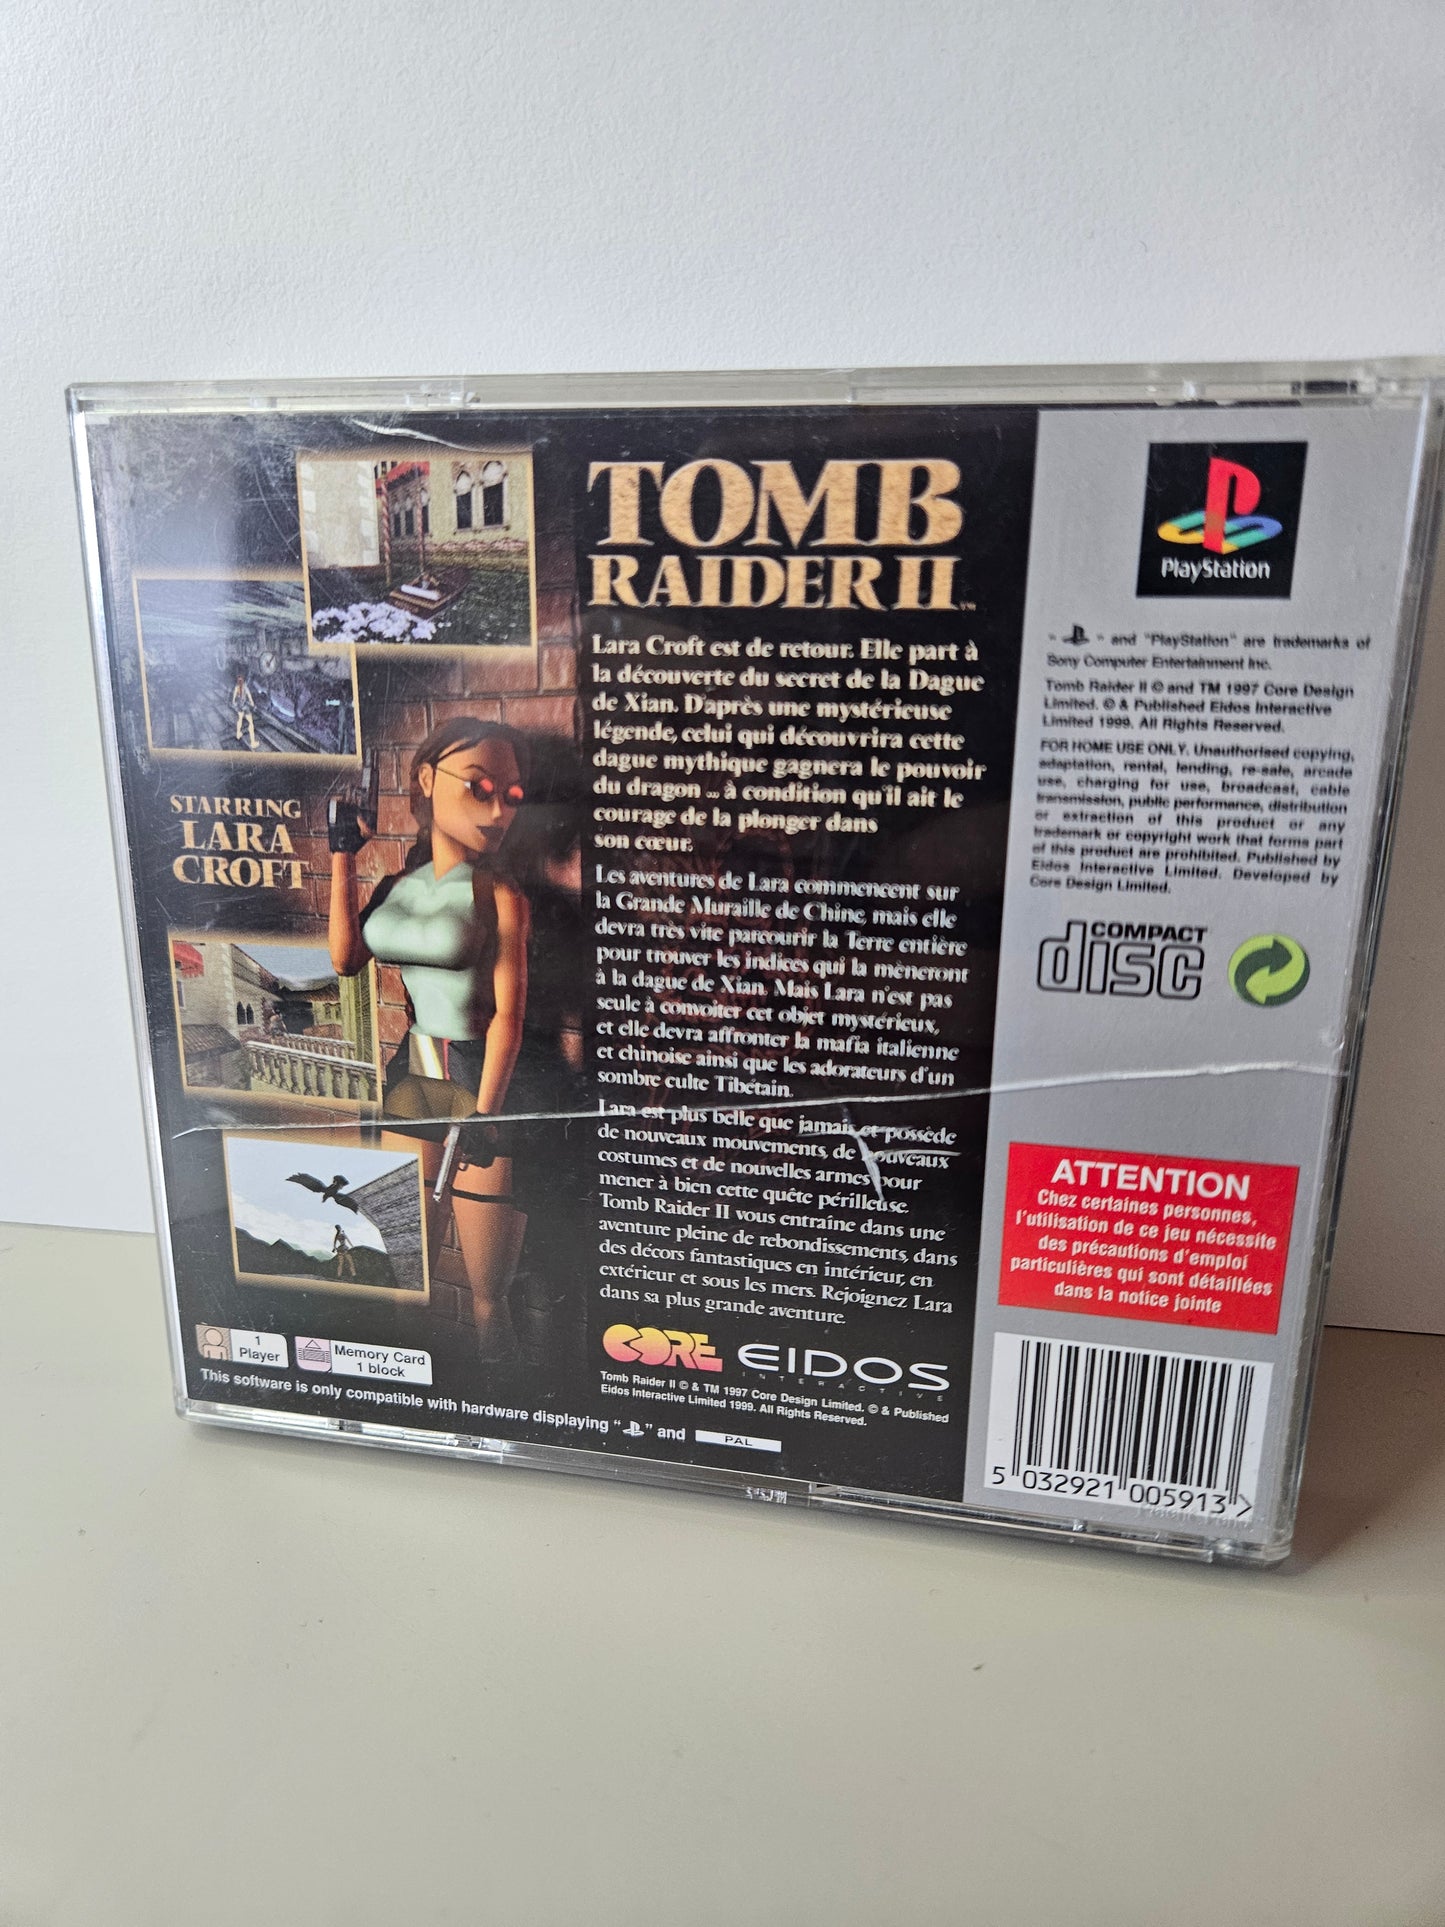 TOMB
RAIDER II™
Lara Croft est de retour. Elle part à
la découverte du secret de la Dague
de Xian. D'après une mystérieuse
légende, celui qui découvrira cette
dague mythique gagnera le pouvoir
du dragon ... à condition qu'il ait le
courage de la plonger dans
son cœur.
Les aventures de Lara commencent sur
la Grande Muraille de Chine, mais elle
devra très vite parcourir la Terre entière
pour trouver les indices qui la mèneront
à la dague de Xian. Mais Lara n'est pas
seule à convoiter cet objet mystérieux,
et elle devra affronter la mafia italienne
et chinoise ainsi que les adorateurs d'un
sombre culte Tibétain.
Lara est plus belle que jamais et possède
de nouveaux mouvements, de nouveaux
costumes et de nouvelles armes pour
mener à bien cette quête périlleuse.
Tomb Raider II vous entraîne dans une
aventure pleine de rebondissements, dans
des décors fantastiques en intérieur, en
extérieur et sous les mers. Rejoignez Lara
dans sa plus grande aventure.
STARRING
LARA
CROFT
1
Player
Memory Card
1 block
This software is only compatible with hardware displaying " " and PAL
CORE EIDOS
INTERACTIVE
Tomb Raider II © & TM 1997 Core Design Limited. © & Published
Eidos Interactive Limited 1999. All Rights Reserved.
PlayStation
" " and "PlayStation" are trademarks of
Sony Computer Entertainment Inc.
Tomb Raider II © and TM 1997 Core Design
Limited. © & Published Eidos Interactive
Limited 1999. All Rights Reserved.
FOR HOME USE ONLY. Unauthorised copying,
adaptation, rental, lending, re-sale, arcade
use, charging for use, broadcast, cable
transmission, public performance, distribution
or extraction of this product or any
trademark or copyright work that forms part
of this product are prohibited. Published by
Eidos Interactive Limited. Developed by
Core Design Limited.
COMPACT
disc
ATTENTION
Chez certaines personnes,
l'utilisation de ce jeu nécessite
des précautions d'emploi
particulières qui sont détaillées
dans la notice jointe
5 032921 005913 >